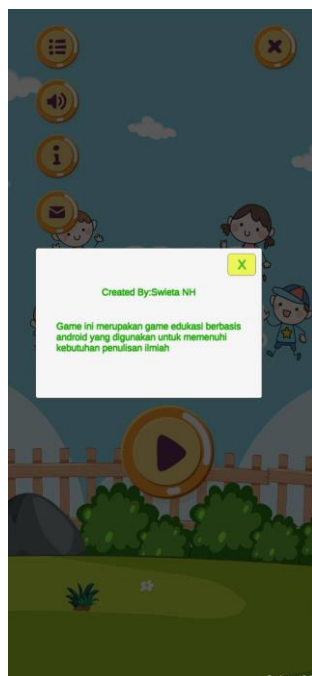 X
Created By:Swieta NH
Game ini merupakan game edukasi berbasis
android yang digunakan untuk memenuhi
kebutuhan penulisan ilmiah